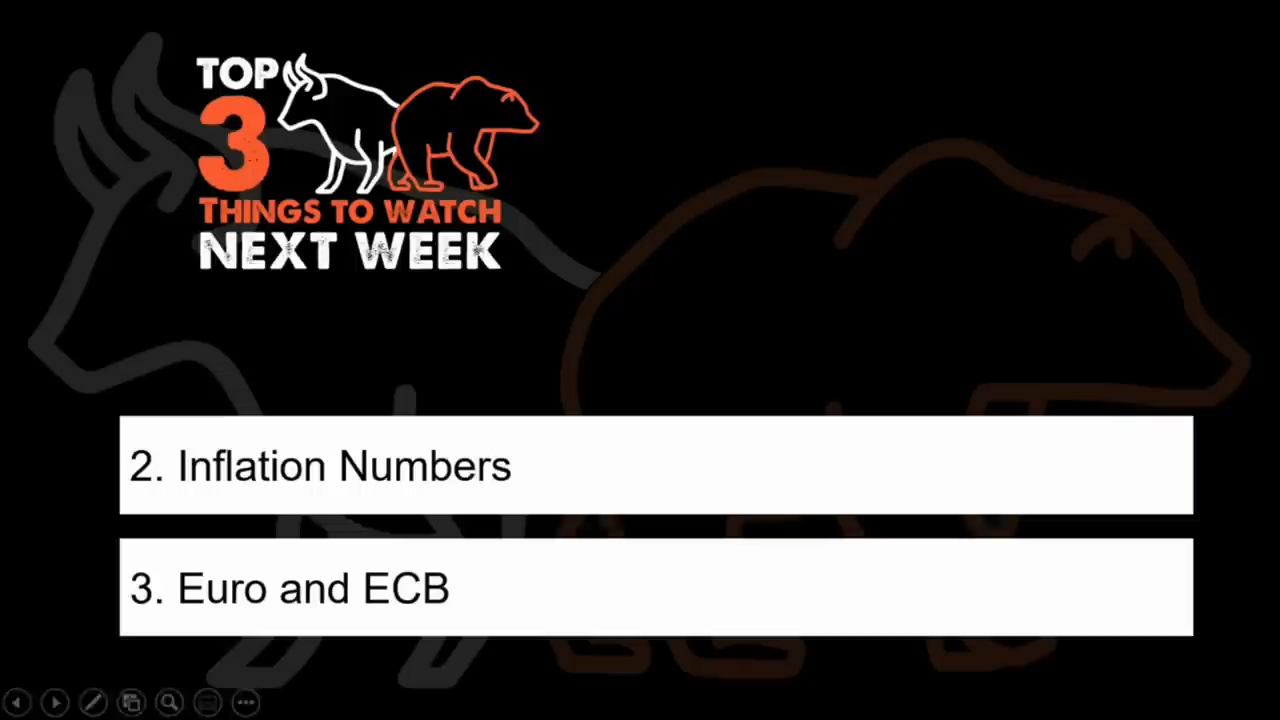 TOP
3
THINGS TO WATCH
NEXT WEEK
2. Inflation Numbers
3. Euro and ECB